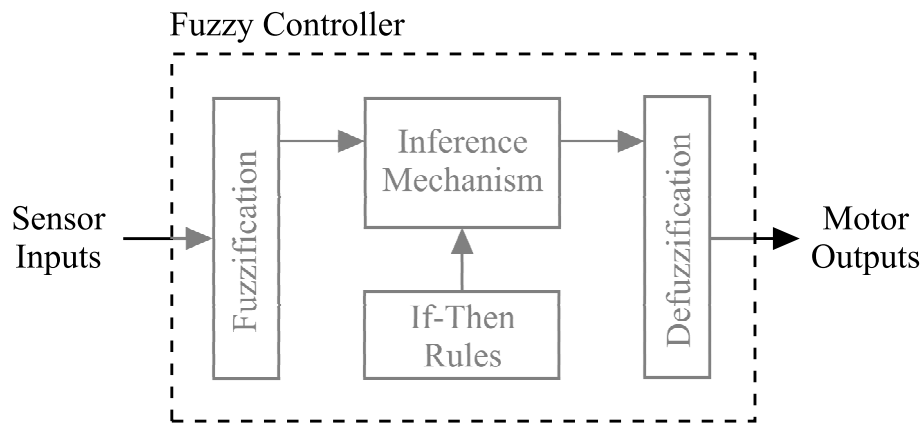 Fuzzy Controller
Sensor
Inputs
Fuzzification
Inference
Mechanism
If-Then
Rules
Defuzzification
Motor
Outputs